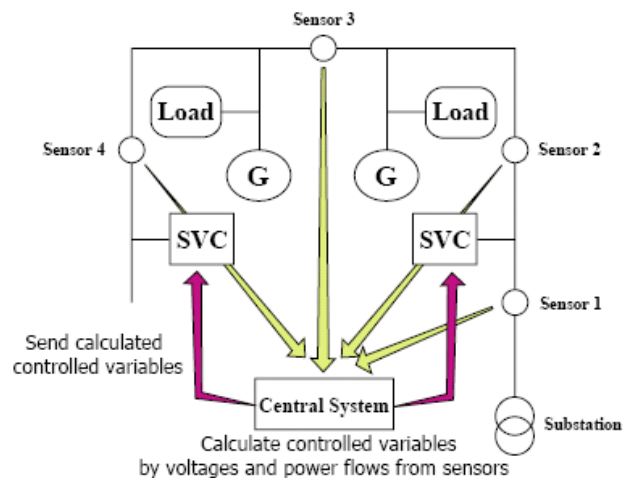 Sensor 3
Load
Load
Sensor 4
Sensor 2
G
G
SVC
SVC
Sensor 1
Send calculated
controlled variables
Central System
Substation
Calculate controlled variables
by voltages and power flows from sensors